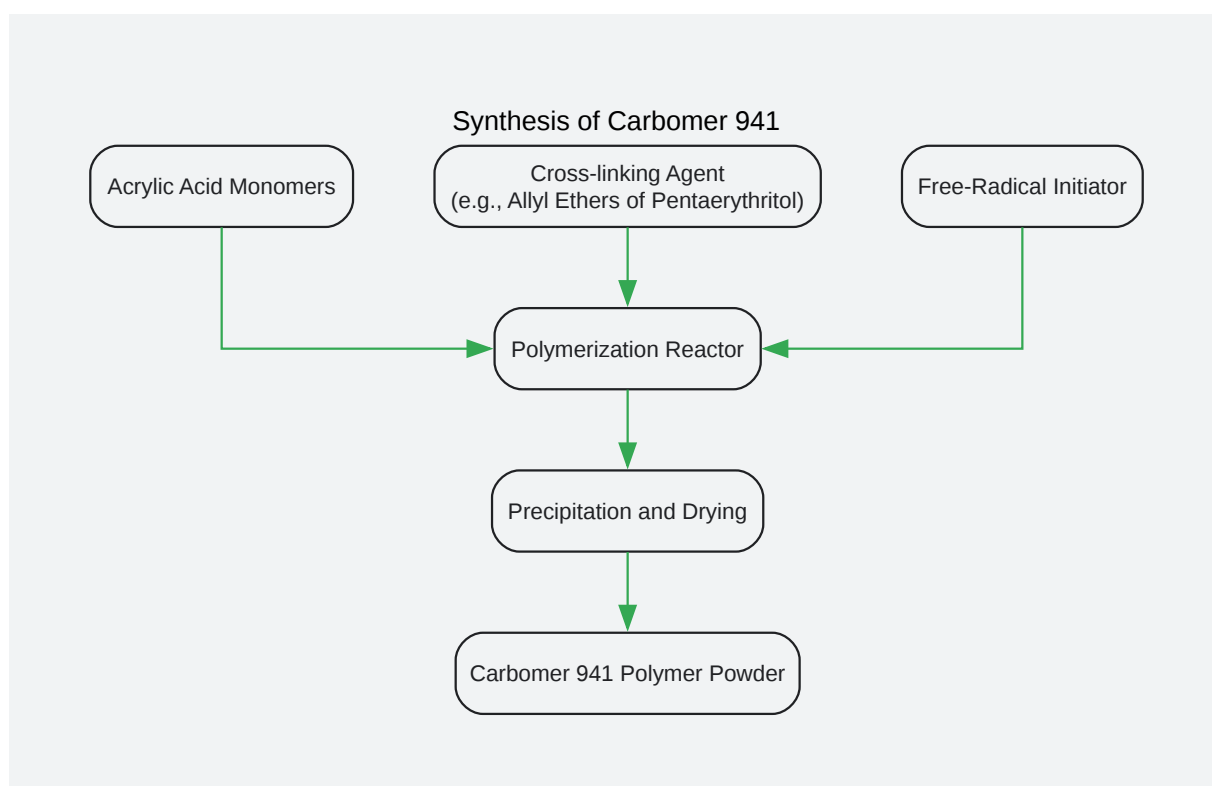 Synthesis of Carbomer 941
Acrylic Acid Monomers
Cross-linking Agent
(e.g., Allyl Ethers of Pentaerythritol)
Free-Radical Initiator
Polymerization Reactor
Precipitation and Drying
Carbomer 941 Polymer Powder